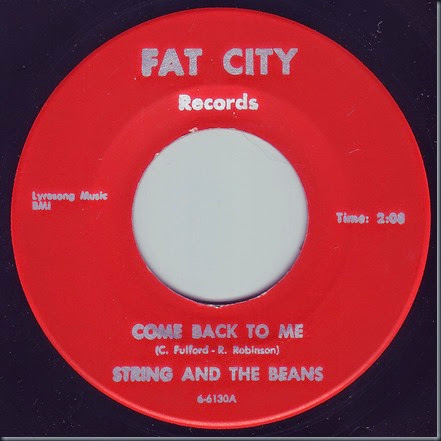 FAT CITY
Records
Lyresong Music
BMI
Time: 2:08
COME BACK TO ME
(C. Fulford - R. Robinson)
STRING AND THE BEANS
6-6130A